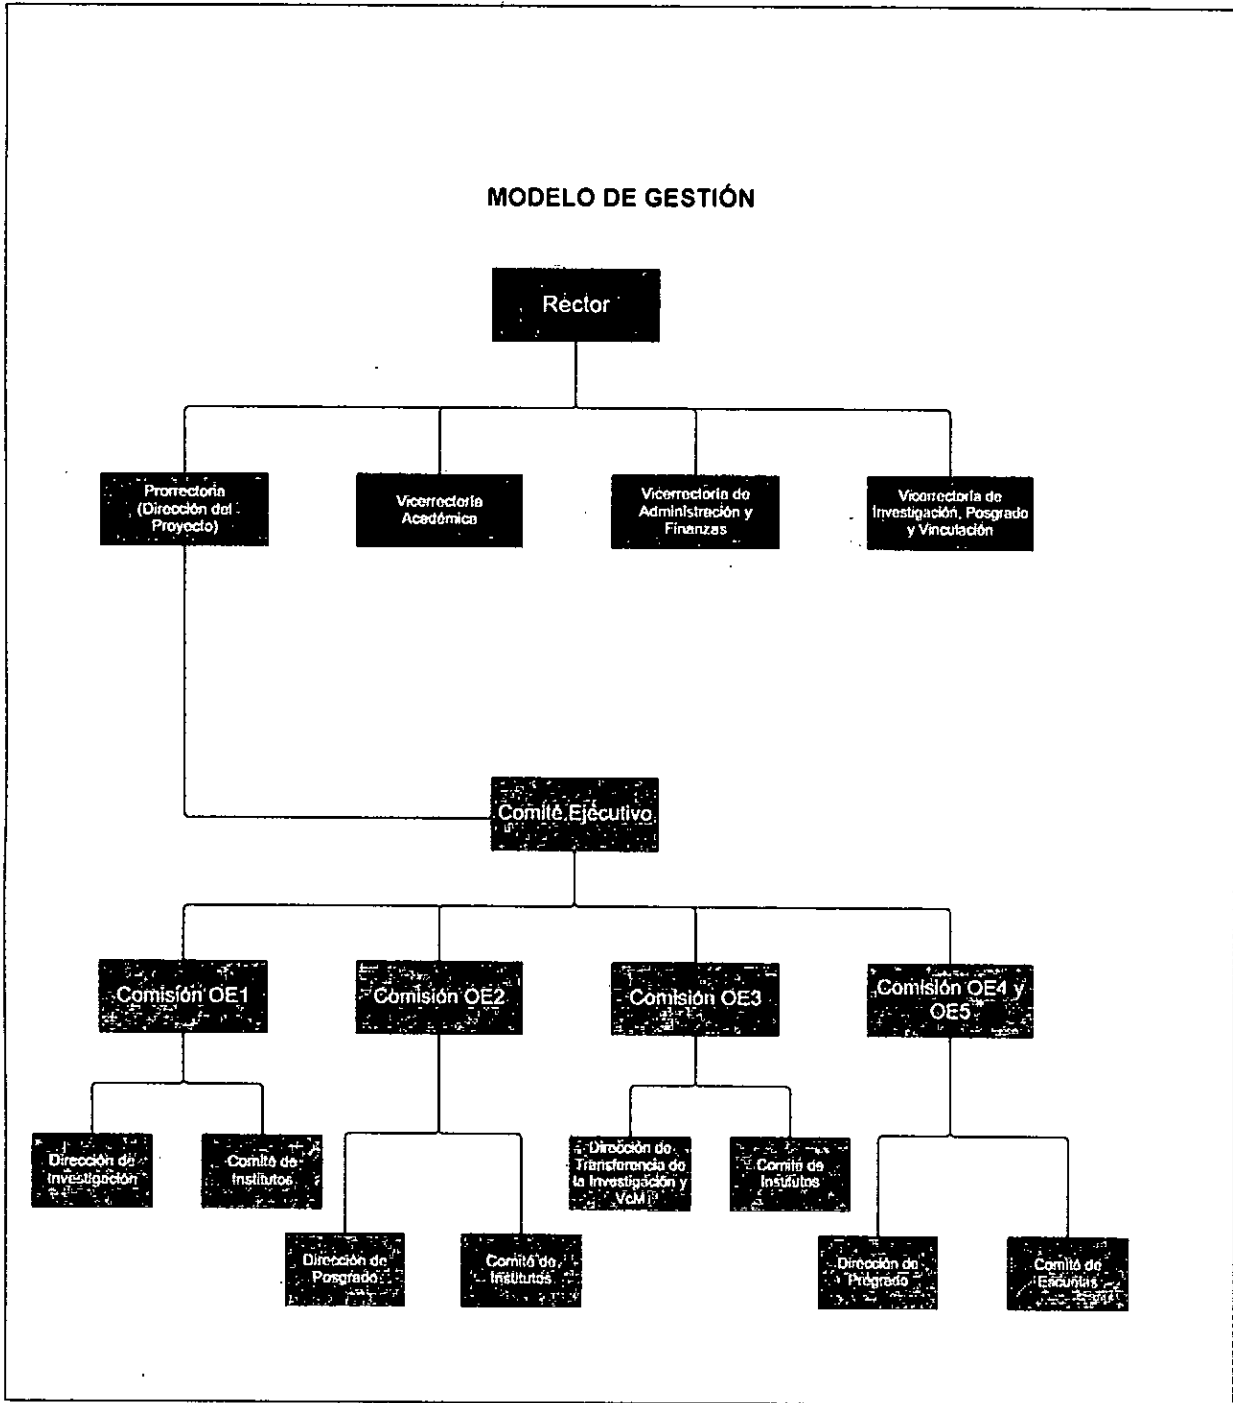 MODELO DE GESTIÓN
Rector
Prorrectoría
(Dirección del
Proyecto)
Vicerrectoría
Académica
Vicerrectoría de
Administración y
Finanzas
Vicerrectoría de
Investigación, Posgrado
y Vinculación
Comité Ejecutivo
Comisión OE1
Comisión OE2
Comisión OE3
Comisión OE4 y
OE5
Dirección de
Investigación
Comité de
Institutos
Dirección de
Transferencia de
la Investigación y
VcM
Comité de
Institutos
Dirección de
Posgrado
Comité de
Institutos
Dirección de
Pregrado
Comité de
Escuelas